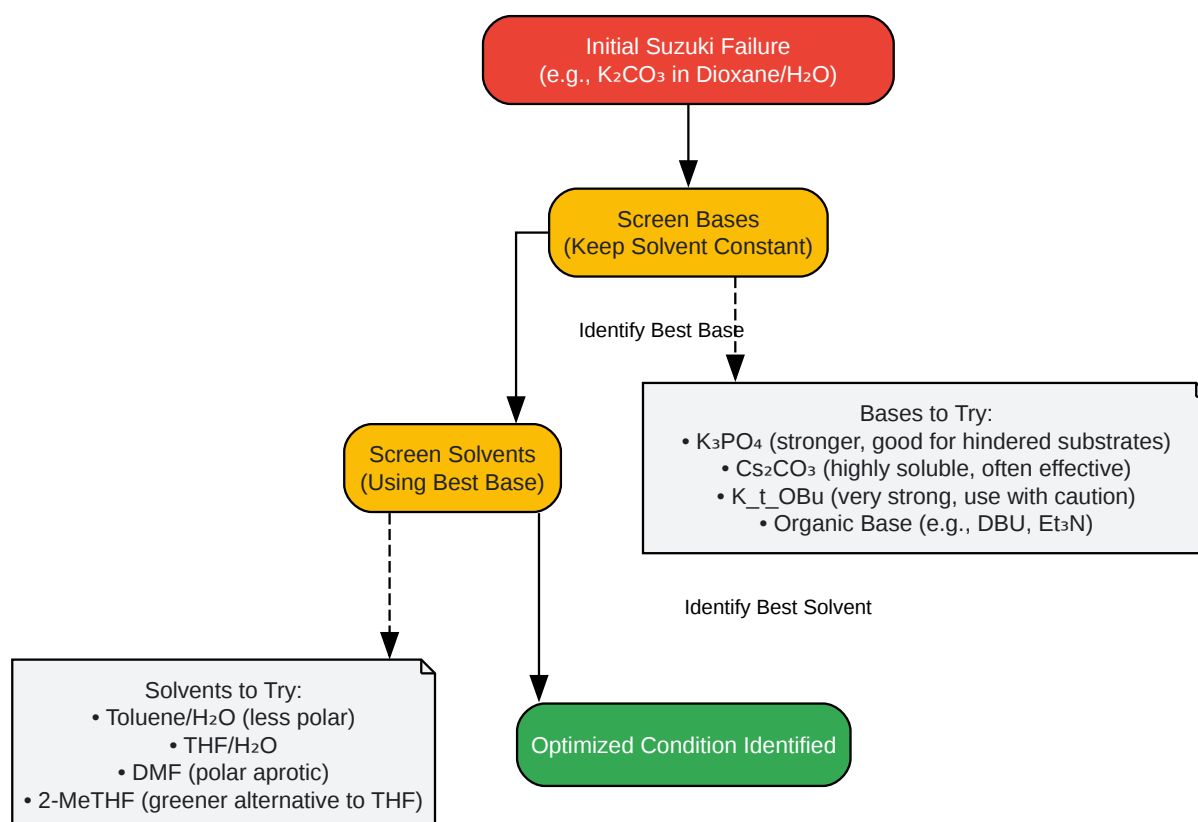 Initial Suzuki Failure
(e.g., K₂CO₃ in Dioxane/H₂O)
Screen Bases
(Keep Solvent Constant)
Identify Best Base
Bases to Try:
• K₃PO₄ (stronger, good for hindered substrates)
• Cs₂CO₃ (highly soluble, often effective)
• K_t_OBu (very strong, use with caution)
• Organic Base (e.g., DBU, Et₃N)
Screen Solvents
(Using Best Base)
Identify Best Solvent
Solvents to Try:
• Toluene/H₂O (less polar)
• THF/H₂O
• DMF (polar aprotic)
• 2-MeTHF (greener alternative to THF)
Optimized Condition Identified